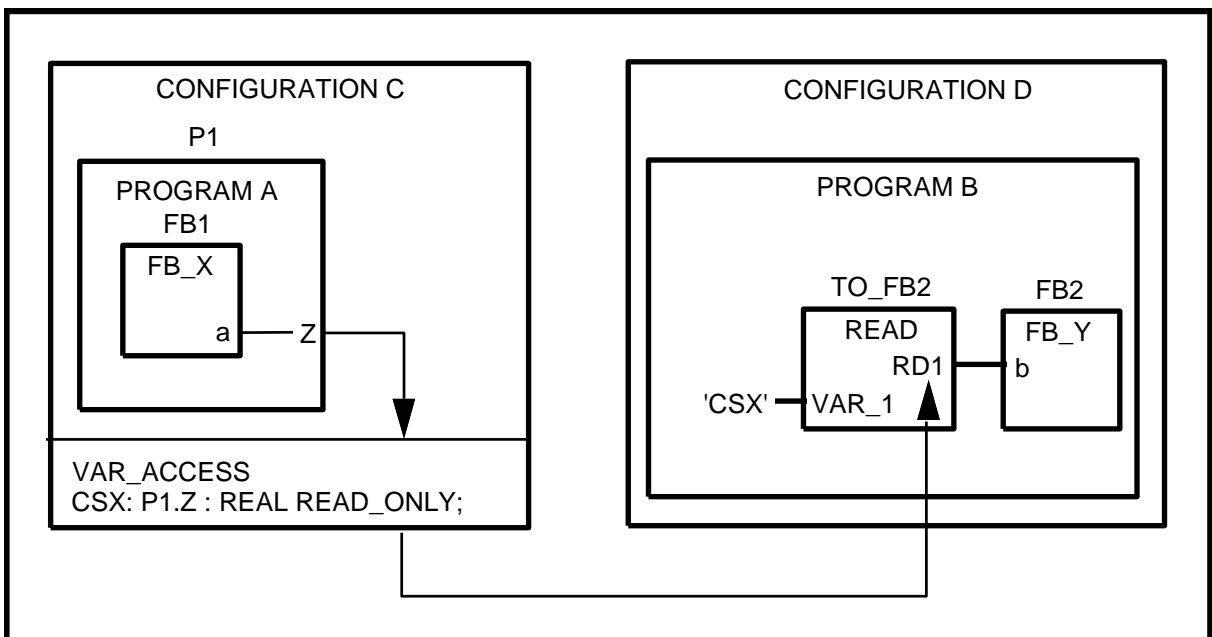 CONFIGURATION C
P1
PROGRAM A
FB1
FB_X
a
Z
VAR_ACCESS
CSX: P1.Z : REAL READ_ONLY;
CONFIGURATION D
PROGRAM B
TO_FB2
FB2
READ
FB_Y
RD1
b
'CSX'
VAR_1